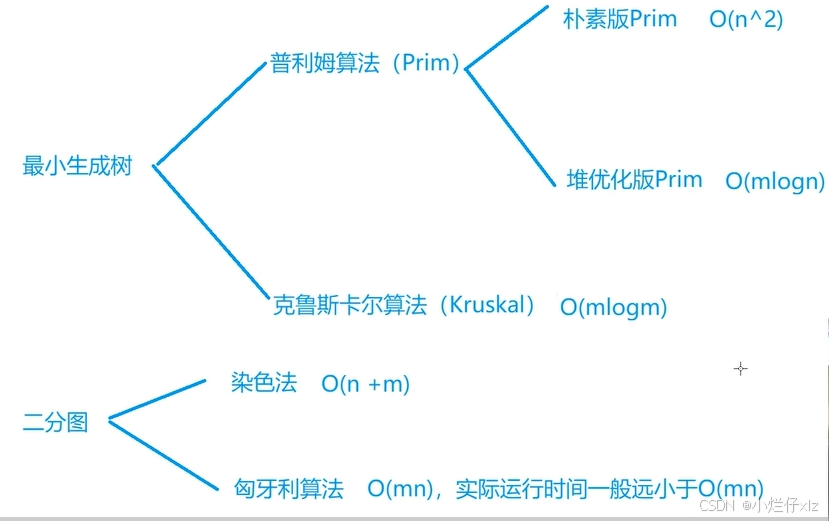 朴素版Prim O(n^2)
普利姆算法（Prim）
最小生成树
堆优化版Prim O(mlogn)
克鲁斯卡尔算法（Kruskal） O(mlogm)
染色法 O(n +m)
二分图
匈牙利算法 O(mn)，实际运行时间一般远小于O(mn)
CSDN @小烂仔xlz